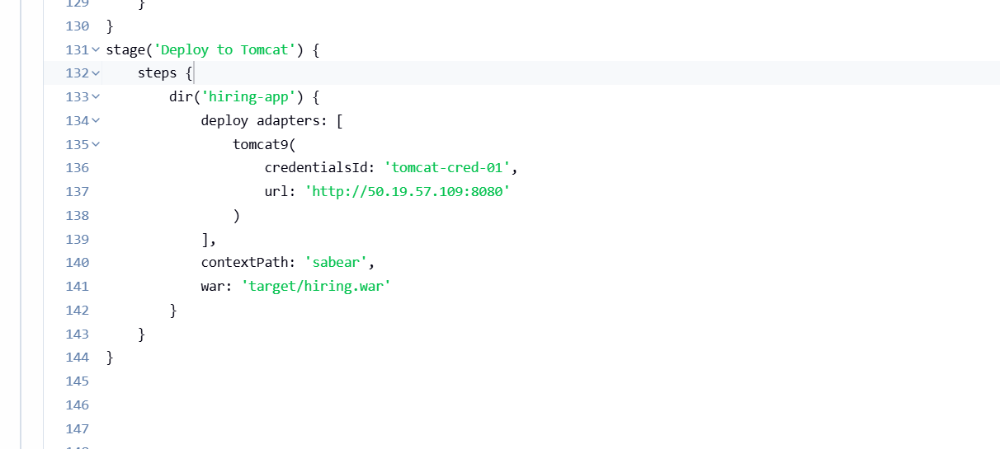 129 }
130 }
131 stage('Deploy to Tomcat') {
132     steps {
133         dir('hiring-app') {
134             deploy adapters: [
135                 tomcat9(
136                     credentialsId: 'tomcat-cred-01',
137                     url: 'http://50.19.57.109:8080'
138                 )
139             ],
140             contextPath: 'sabear',
141             war: 'target/hiring.war'
142         }
143     }
144 }
145
146
147